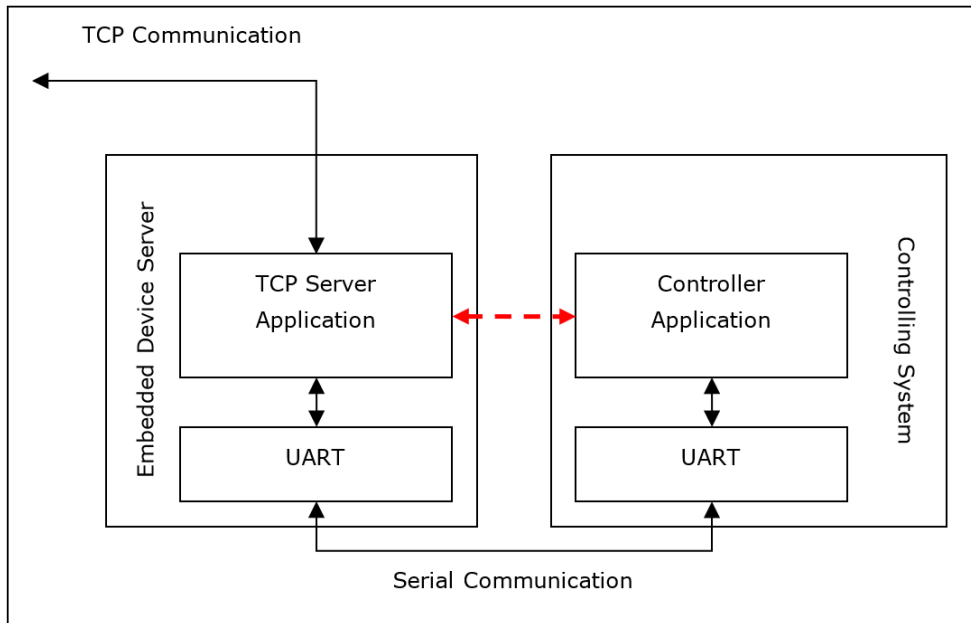 TCP Communication
Embedded Device Server
TCP Server
Application
UART
Controller
Application
UART
Controlling System
Serial Communication